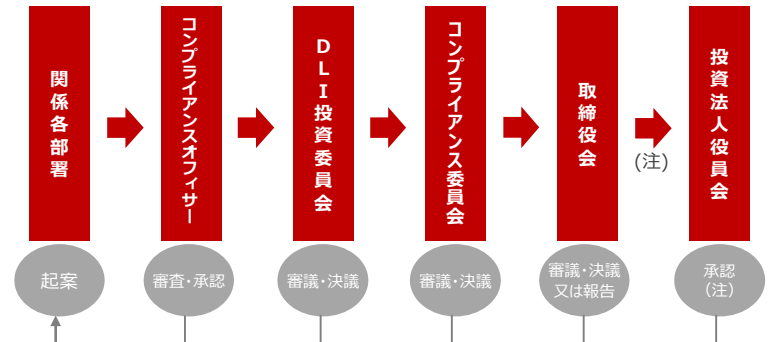 関係各部署
コンプライアンスオフィサー
DLI投資委員会
コンプライアンス委員会
取締役会
(注)
投資法人役員会
起案
審査・承認
審議・決議
審議・決議
審議・決議
又は報告
承認
(注)